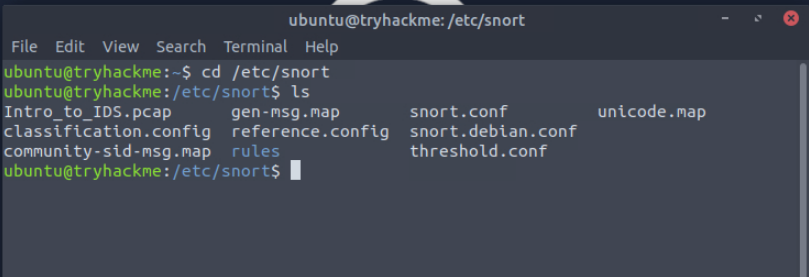 ubuntu@tryhackme: /etc/snort
File Edit View Search Terminal Help
ubuntu@tryhackme:~$ cd /etc/snort
ubuntu@tryhackme:/etc/snort$ ls
Intro_to_IDS.pcap gen-msg.map snort.conf unicode.map
classification.config reference.config snort.debian.conf
community-sid-msg.map rules threshold.conf
ubuntu@tryhackme:/etc/snort$